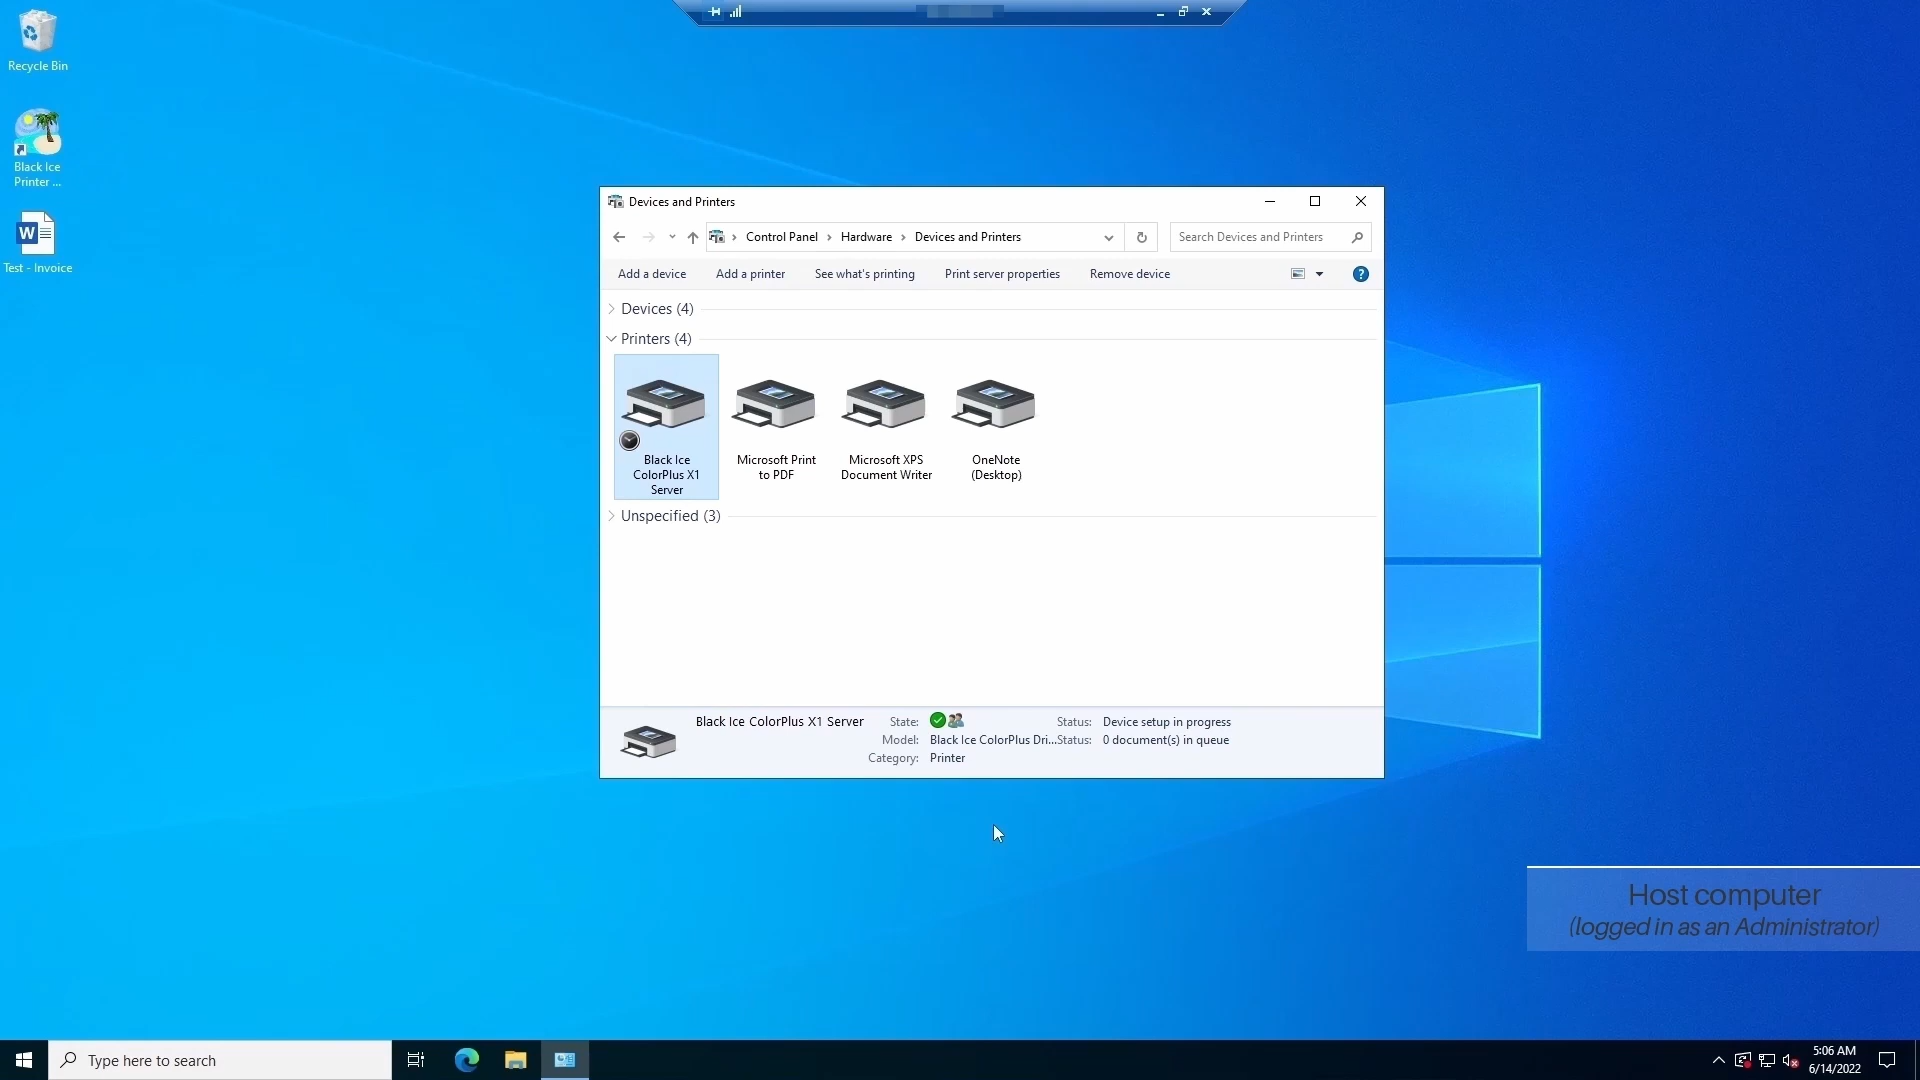 Recycle Bin
Black Ice
Printer ...
Test - Invoice
Devices and Printers
Control Panel
Hardware
Devices and Printers
Search Devices and Printers
Add a device
Add a printer
See what's printing
Print server properties
Remove device
?
Devices (4)
Printers (4)
Black Ice
ColorPlus X1
Server
Microsoft Print
to PDF
Microsoft XPS
Document Writer
OneNote
(Desktop)
Unspecified (3)
Black Ice ColorPlus X1 Server
State:
Status: Device setup in progress
Model: Black Ice ColorPlus Dri...
Status: 0 document(s) in queue
Category: Printer
Host computer
(logged in as an Administrator)
Type here to search
5:06 AM
6/14/2022